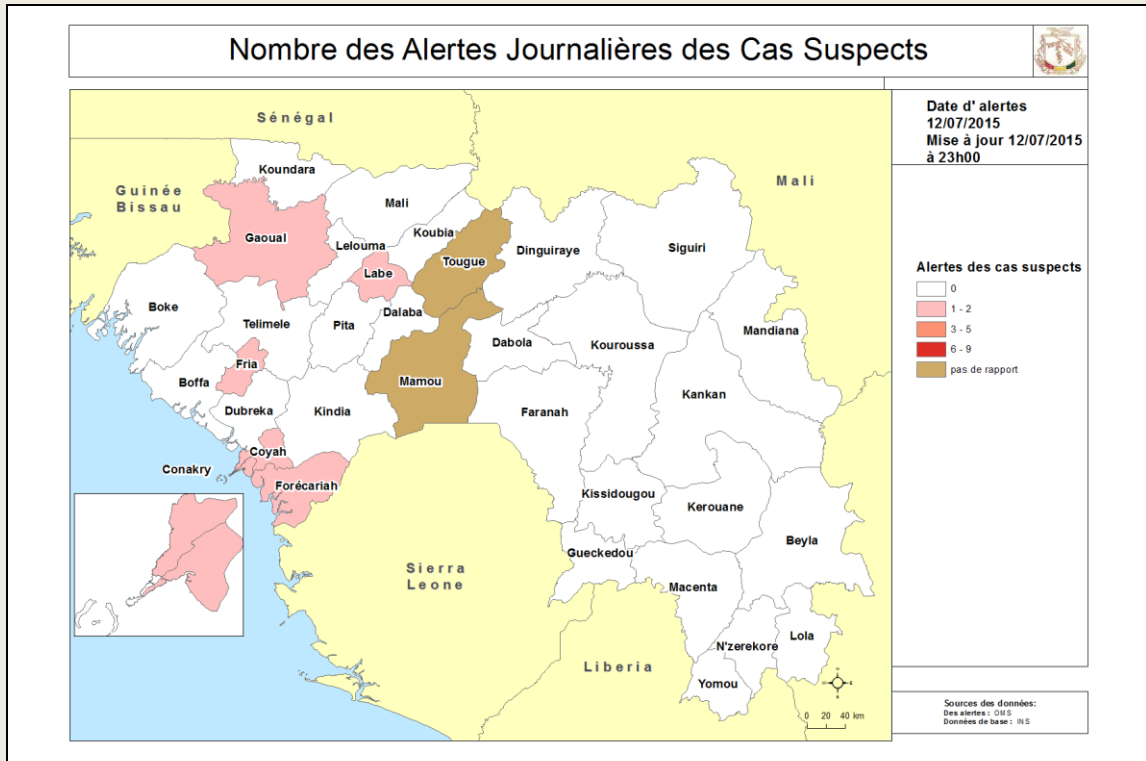 Nombre des Alertes Journalières des Cas Suspects
Date d' alertes
12/07/2015
Mise à jour 12/07/2015
à 23h00
Sénégal
Koundara
Mali
Guinée
Bissau
Mali
Koubia
Gaoual
Lelouma
Dinguiraye
Siguiri
Tougue
Labe
Alertes des cas suspects
0
1 - 2
3 - 5
6 - 9
pas de rapport
Boke
Dalaba
Telimele
Pita
Mandiana
Dabola
Kouroussa
Fria
Boffa
Mamou
Kankan
Dubreka
Kindia
Faranah
Coyah
Conakry
Forécariah
Kissidougou
Kerouane
Beyla
Gueckedou
Sierra
Leone
Macenta
Lola
N'zerekore
Liberia
Yomou
N
W
E
S
0 20 40 km
Sources des données:
Des alertes : OMS
Données de base : INS